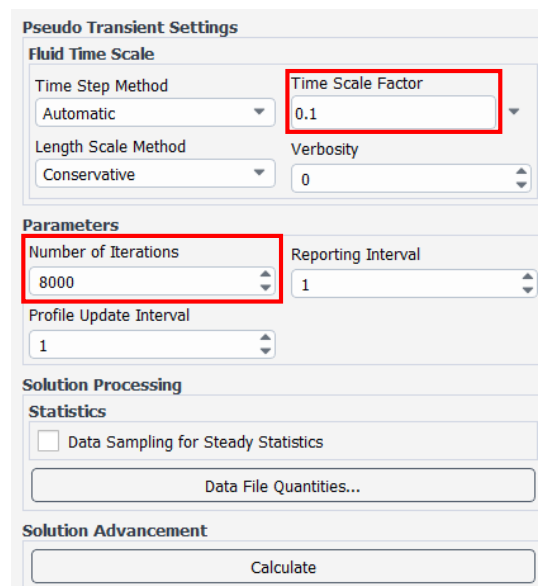 Pseudo Transient Settings
Fluid Time Scale
Time Step Method
Time Scale Factor
Automatic
0.1
Length Scale Method
Verbosity
Conservative
0
Parameters
Number of Iterations
Reporting Interval
8000
1
Profile Update Interval
1
Solution Processing
Statistics
Data Sampling for Steady Statistics
Data File Quantities...
Solution Advancement
Calculate